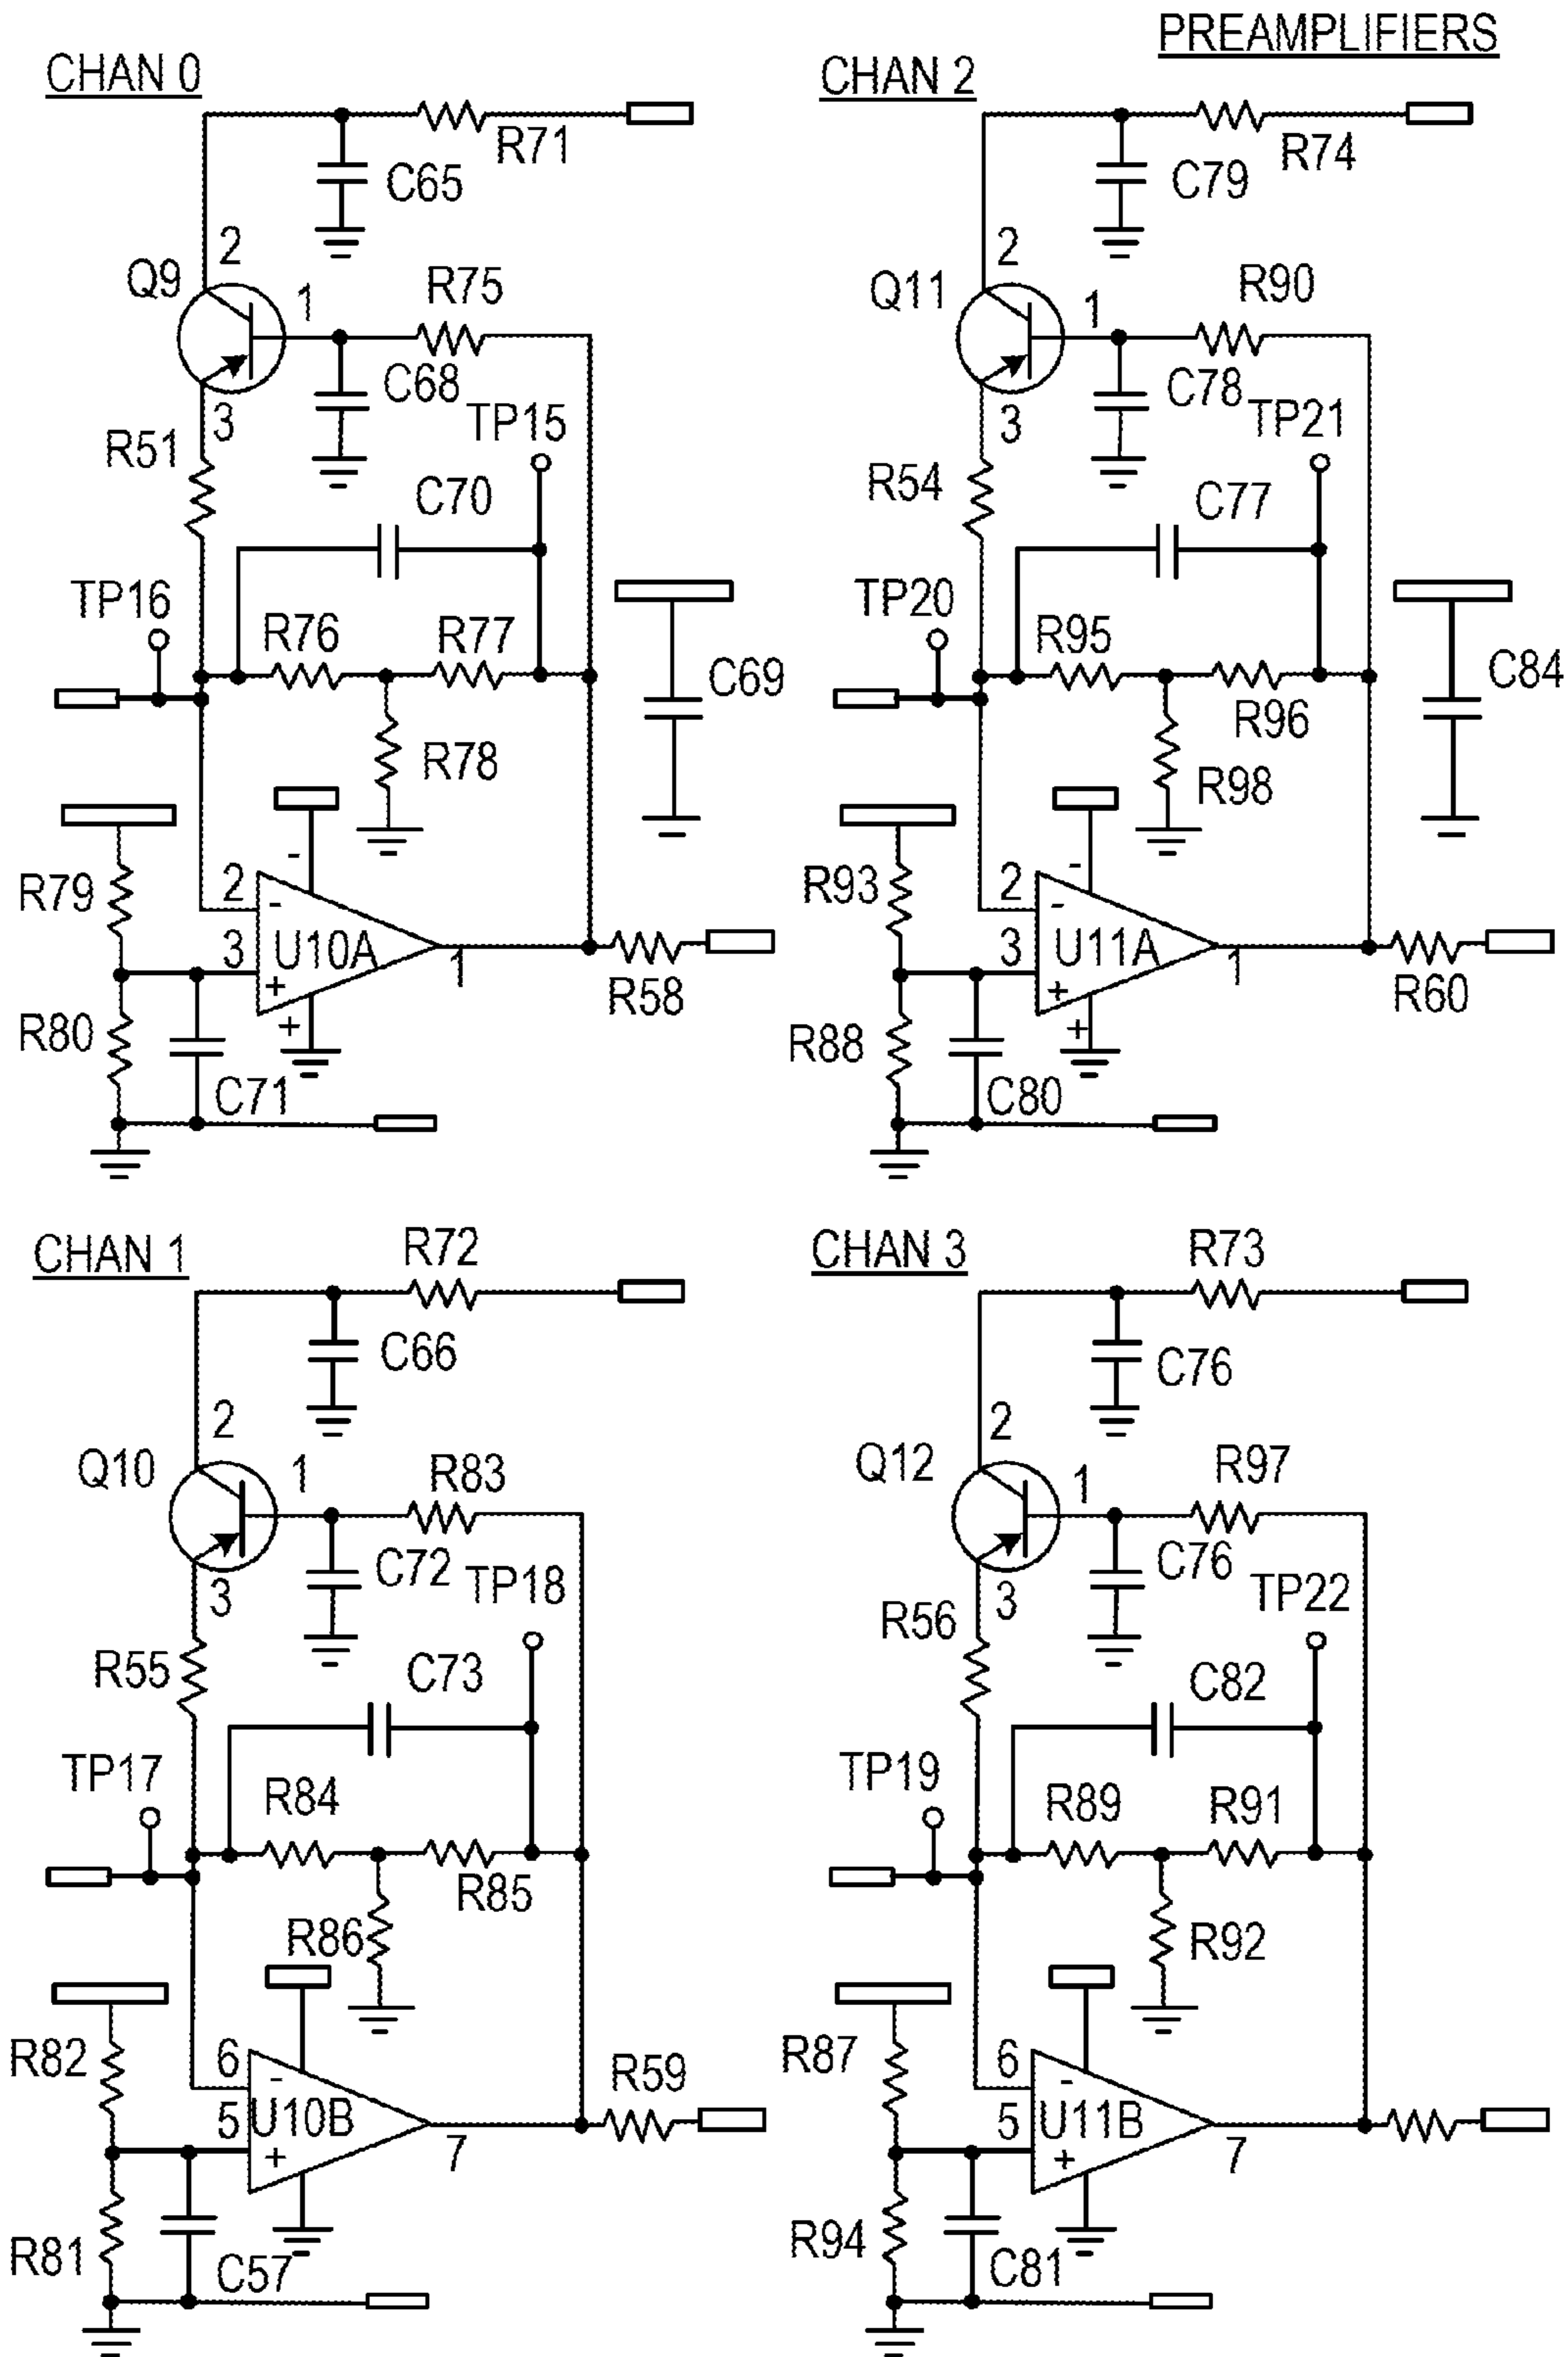 PREAMPLIFIERS
CHAN 0
R71
C65
2
Q9
1
R75
C68
3
TP15
R51
C70
TP16
R76
R77
C69
R78
-
R79
2
-
3
U10A
1
+
R58
R80
+
C71
CHAN 2
R74
C79
2
Q11
1
R90
C78
TP21
3
R54
C77
TP20
R95
C84
R96
R98
-
R93
2
-
3
U11A
1
+
R60
R88
+
C80
CHAN 1
R72
C66
2
Q10
1
R83
C72
TP18
3
R55
C73
TP17
R84
R85
R86
R82
6
-
R59
5
U10B
7
+
R81
C57
CHAN 3
R73
C76
2
Q12
1
R97
C76
TP22
3
R56
C82
TP19
R89
R91
R92
R87
6
-
5
U11B
7
+
R94
C81